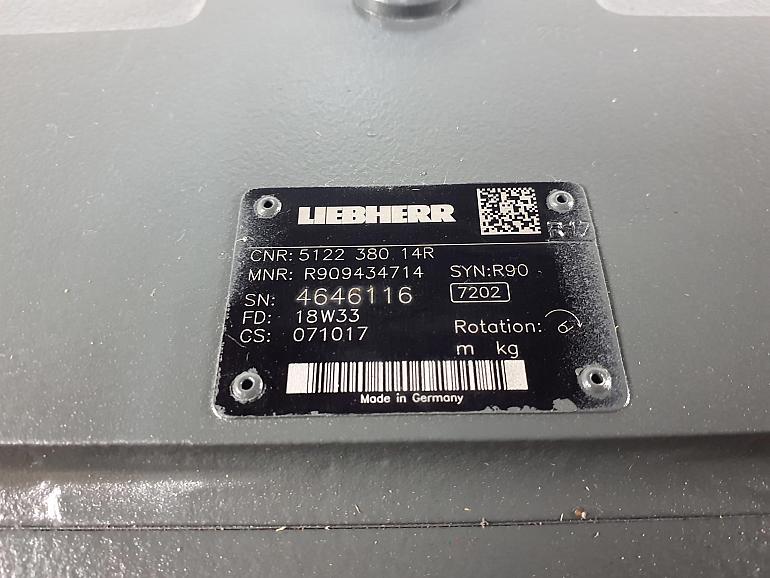 LIEBHERR
R17
CNR: 5122 380 14R
MNR: R909434714 SYN:R90
SN: 4646116 7202
FD: 18W33
CS: 071017 Rotation:
m kg
Made in Germany